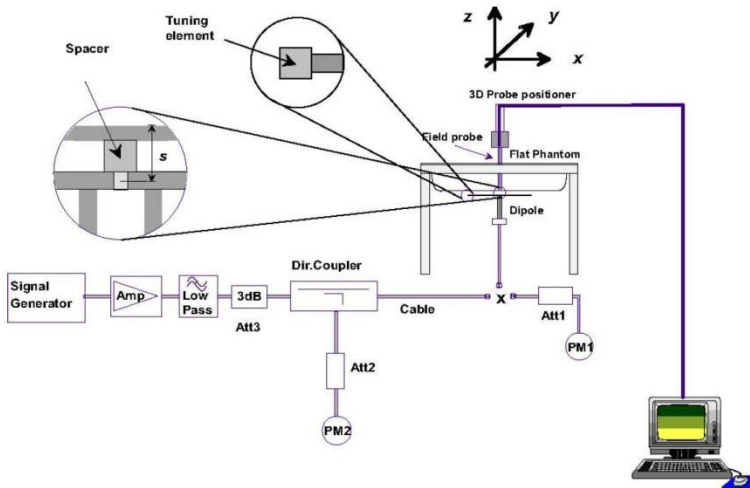 z
y
x
Tuning
element
Spacer
s
3D Probe positioner
Field probe
Flat Phantom
Dipole
Dir.Coupler
Signal
Generator
Amp
Low
Pass
3dB
Att3
Cable
x
Att1
PM1
Att2
PM2